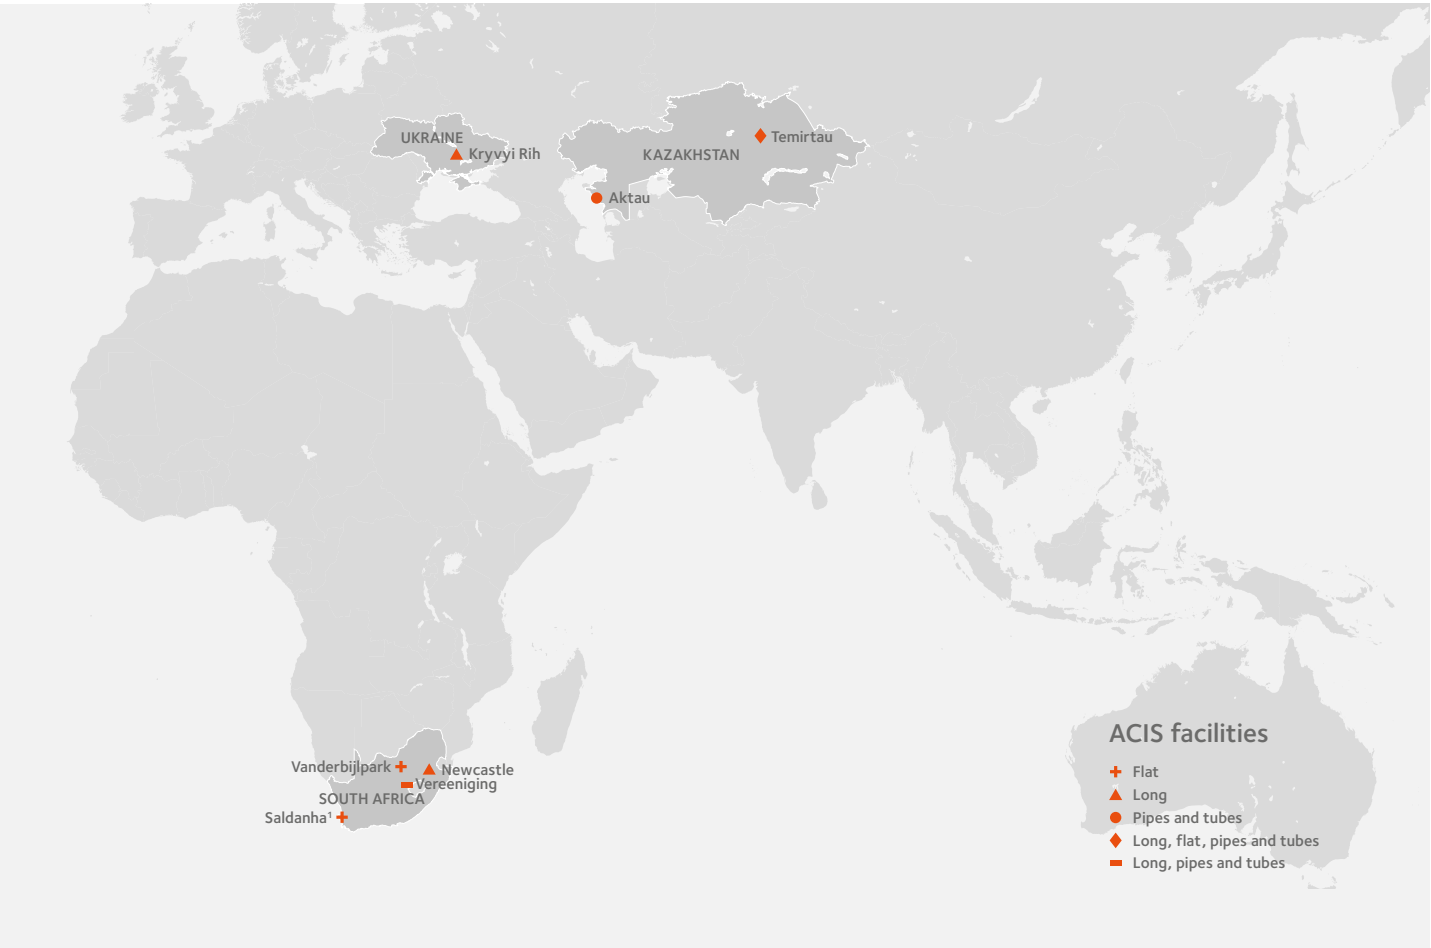 UKRAINE
Kryvyi Rih
Temirtau
KAZAKHSTAN
Aktau
Vanderbijlpark
Newcastle
Vereeniging
SOUTH AFRICA
Saldanha¹
ACIS facilities
Flat
Long
Pipes and tubes
Long, flat, pipes and tubes
Long, pipes and tubes